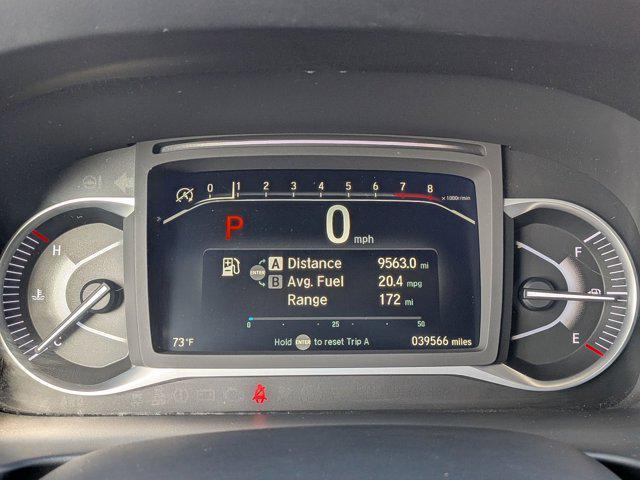 0 1 2 3 4 5 6 7 8
x1000r/min
P 0 mph
H
F
A Distance 9563.0 mi
ENTER
B Avg. Fuel 20.4 mpg
Range 172 mi
0 25 50
C
E
73°F Hold ENTER to reset Trip A 039566 miles